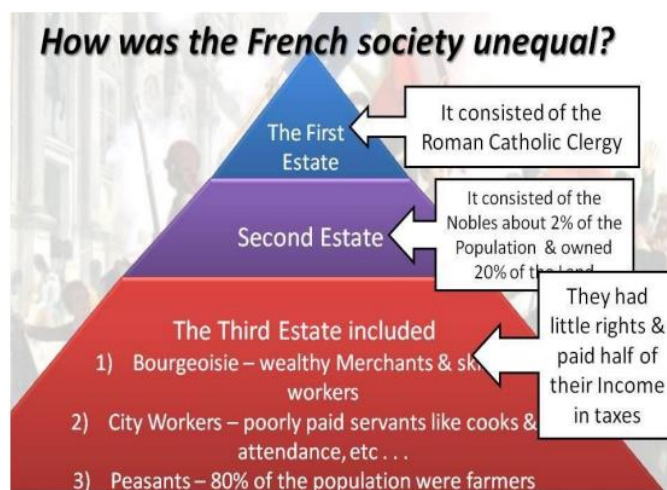 How was the French society unequal?
The First
Estate
It consisted of the
Roman Catholic Clergy
Second Estate
It consisted of the
Nobles about 2% of the
Population & owned
20% of
The Third Estate included
1) Bourgeoisie – wealthy Merchants &
workers
2) City Workers – poorly paid servants like cooks &
attendance, etc . . .
3) Peasants – 80% of the population were farmers
They had
little rights &
paid half of
their Income
in taxes